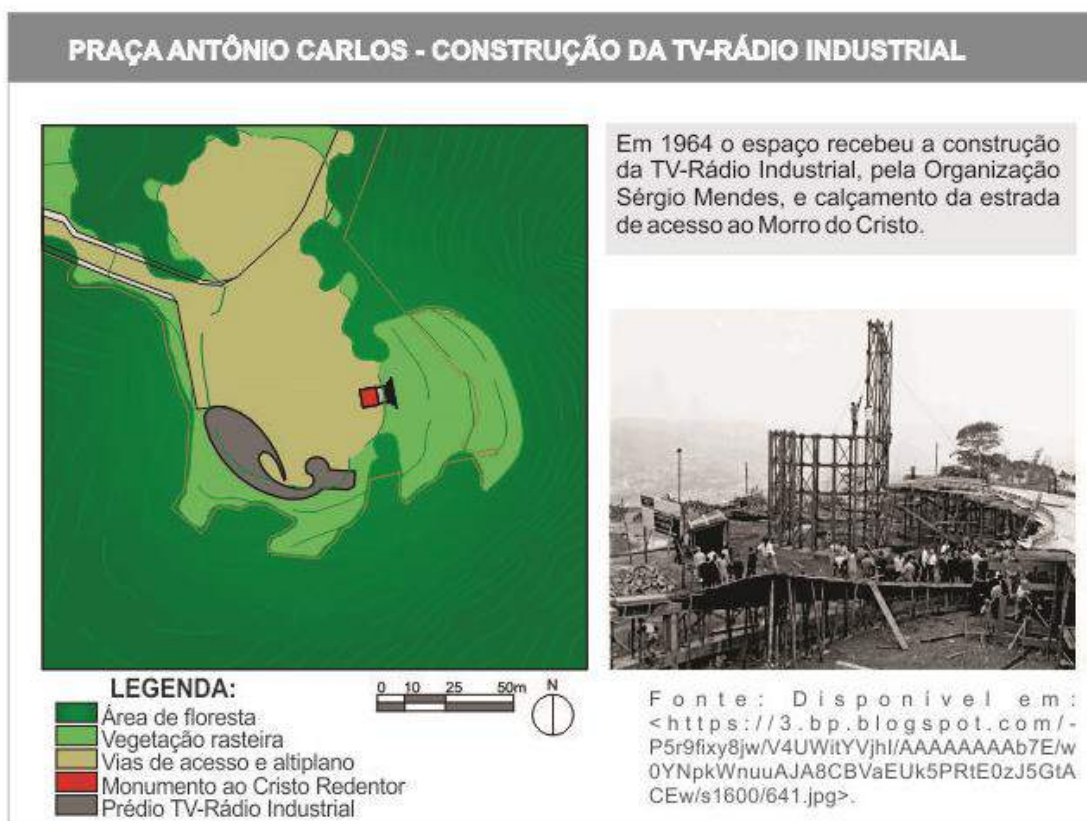 PRAÇA ANTÔNIO CARLOS - CONSTRUÇÃO DA TV-RÁDIO INDUSTRIAL
Em 1964 o espaço recebeu a construção
da TV-Rádio Industrial, pela Organização
Sérgio Mendes, e calçamento da estrada
de acesso ao Morro do Cristo.
LEGENDA:
Área de floresta
Vegetação rasteira
Vias de acesso e altiplano
Monumento ao Cristo Redentor
Prédio TV-Rádio Industrial
0 10 25 50m N
Fonte: Disponível em:
<https://3.bp.blogspot.com/-
P5r9fixy8jw/V4UWitYVjhI/AAAAAAAAb7E/w
0YNpkWnuuAJA8CBVaEUk5PRtE0zJ5GtA
CEw/s1600/641.jpg>.